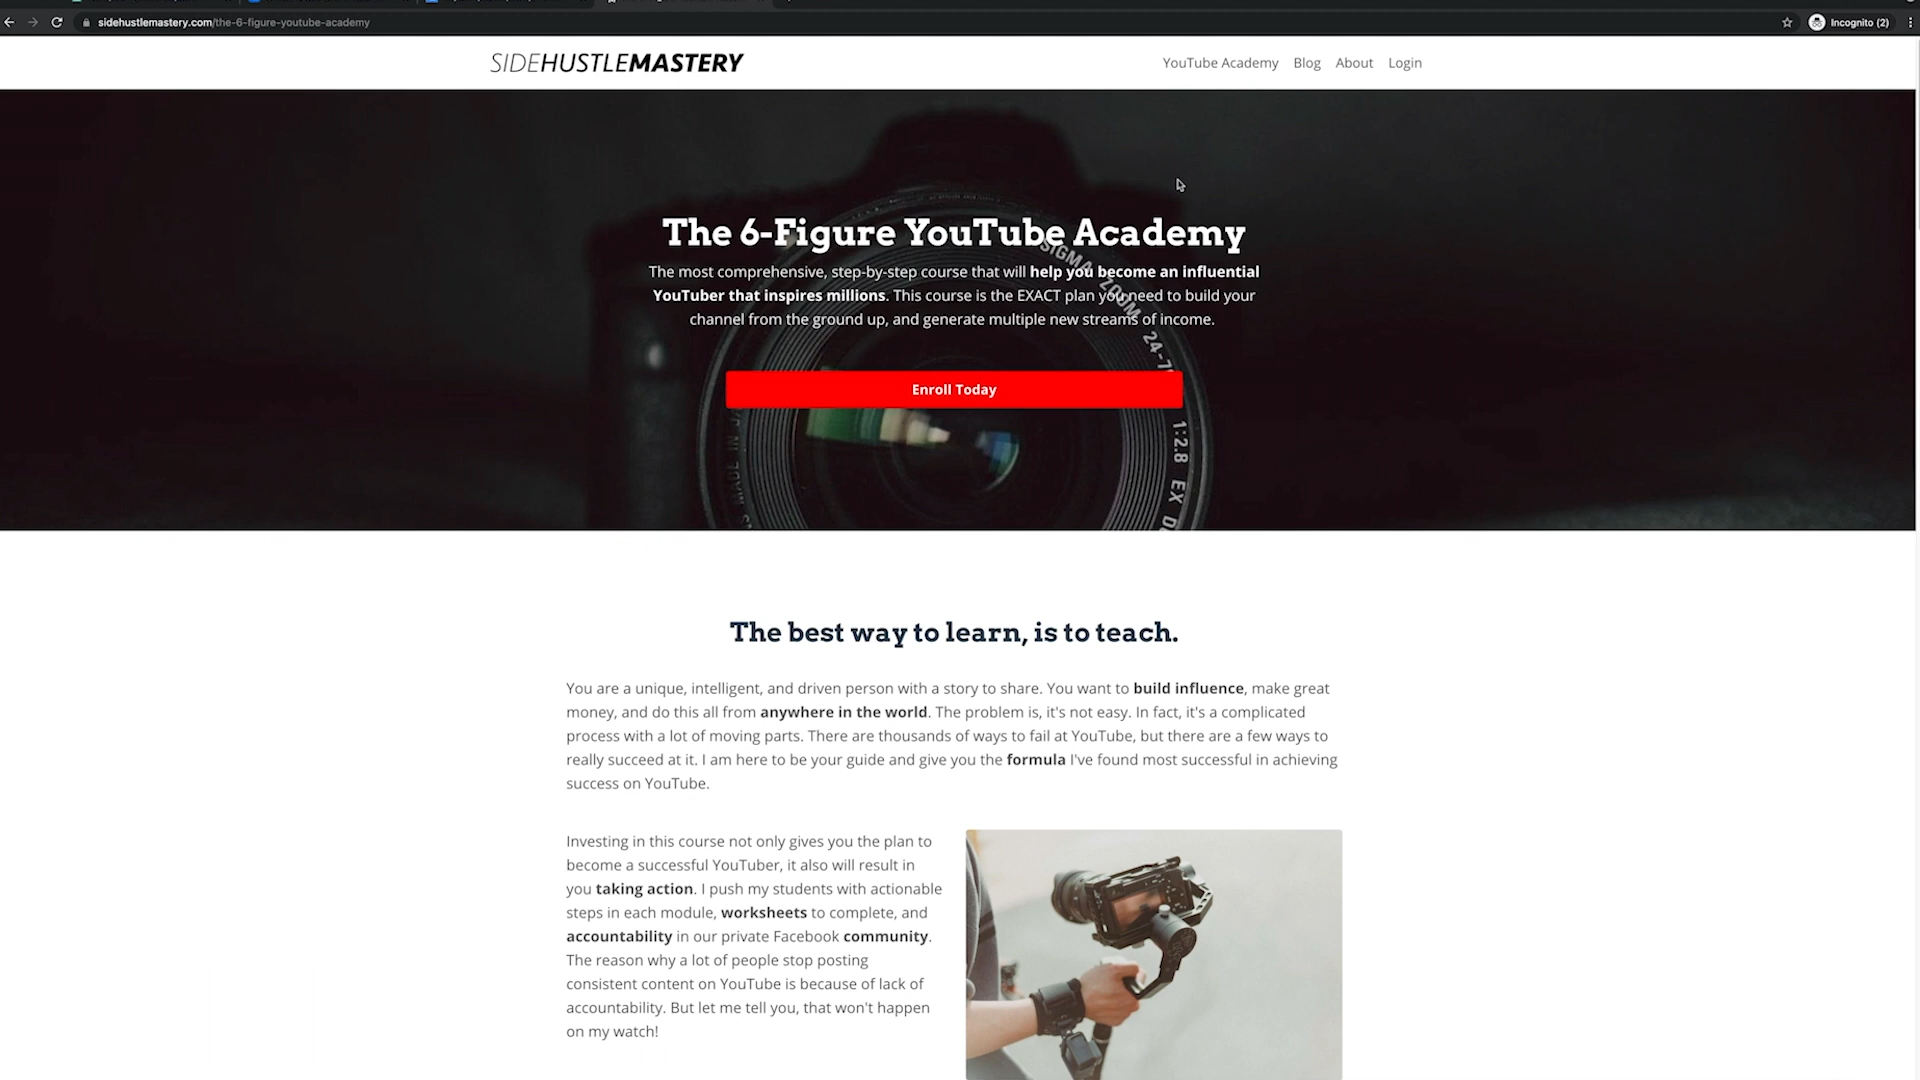 sidehustlemastery.com/the-6-figure-youtube-academy
Incognito (2)
SIDEHUSTLEMASTERY
YouTube Academy Blog About Login
The 6-Figure YouTube Academy
The most comprehensive, step-by-step course that will help you become an influential
YouTuber that inspires millions. This course is the EXACT plan you need to build your
channel from the ground up, and generate multiple new streams of income.
SIGMA ZOOM 24-7
Enroll Today
1:2.8 EX D
The best way to learn, is to teach.
You are a unique, intelligent, and driven person with a story to share. You want to build influence, make great
money, and do this all from anywhere in the world. The problem is, it's not easy. In fact, it's a complicated
process with a lot of moving parts. There are thousands of ways to fail at YouTube, but there are a few ways to
really succeed at it. I am here to be your guide and give you the formula I've found most successful in achieving
success on YouTube.
Investing in this course not only gives you the plan to
become a successful YouTuber, it also will result in
you taking action. I push my students with actionable
steps in each module, worksheets to complete, and
accountability in our private Facebook community.
The reason why a lot of people stop posting
consistent content on YouTube is because of lack of
accountability. But let me tell you, that won't happen
on my watch!